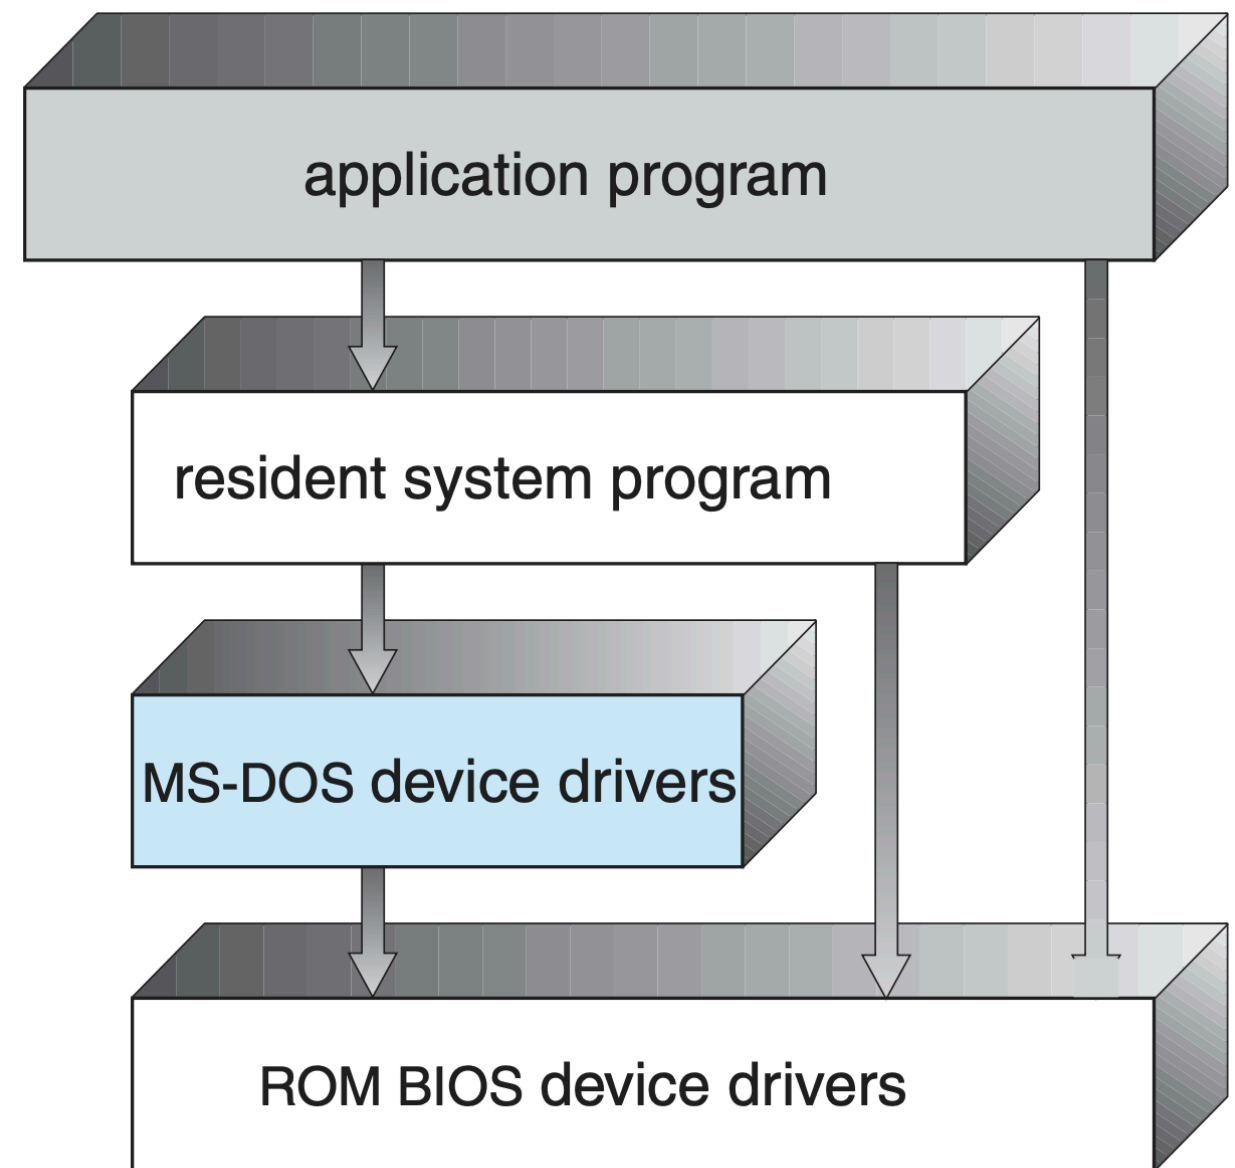 application program
resident system program
MS-DOS device drivers
ROM BIOS device drivers